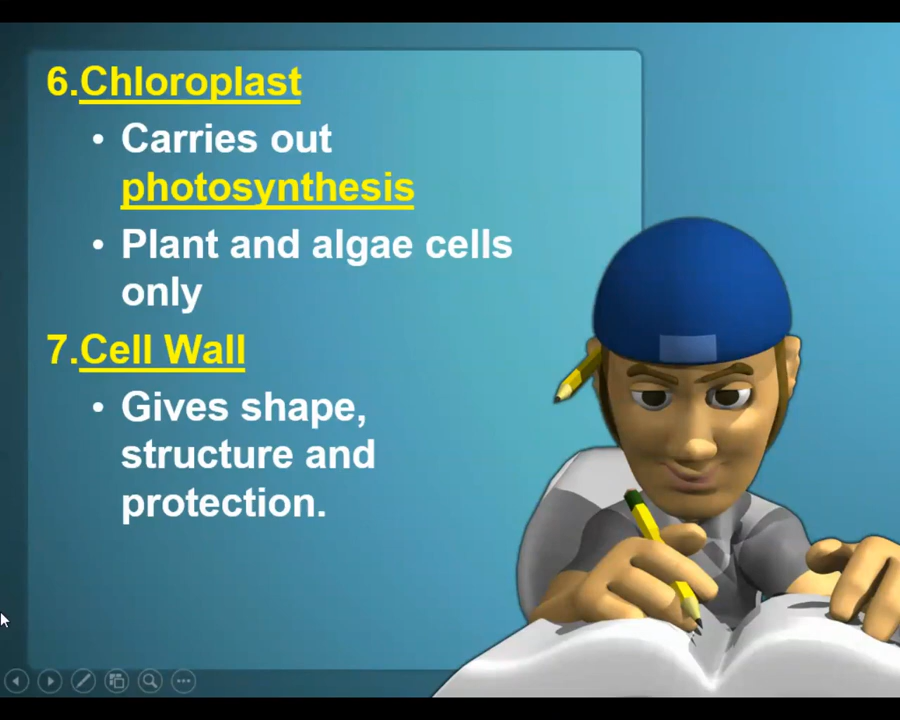 6.Chloroplast
• Carries out
photosynthesis
• Plant and algae cells
only
7.Cell Wall
• Gives shape,
structure and
protection.